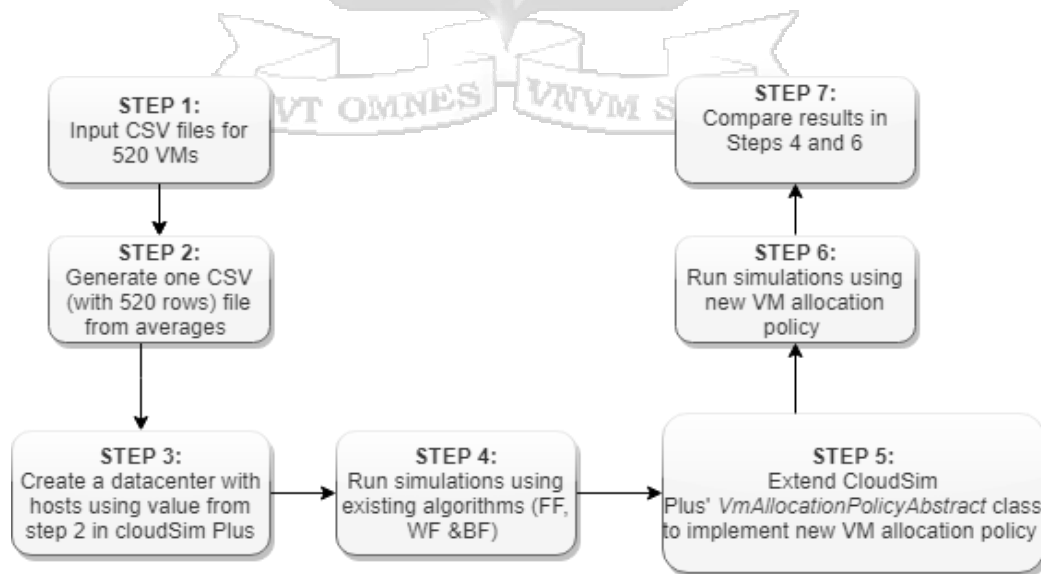 VT OMNES VNVM S
STEP 1:
Input CSV files for
520 VMs
STEP 2:
Generate one CSV
(with 520 rows) file
from averages
STEP 3:
Create a datacenter with
hosts using value from
step 2 in cloudSim Plus
STEP 4:
Run simulations using
existing algorithms (FF,
WF &BF)
STEP 5:
Extend CloudSim
Plus' VmAllocationPolicyAbstract class
to implement new VM allocation policy
STEP 6:
Run simulations using
new VM allocation
policy
STEP 7:
Compare results in
Steps 4 and 6